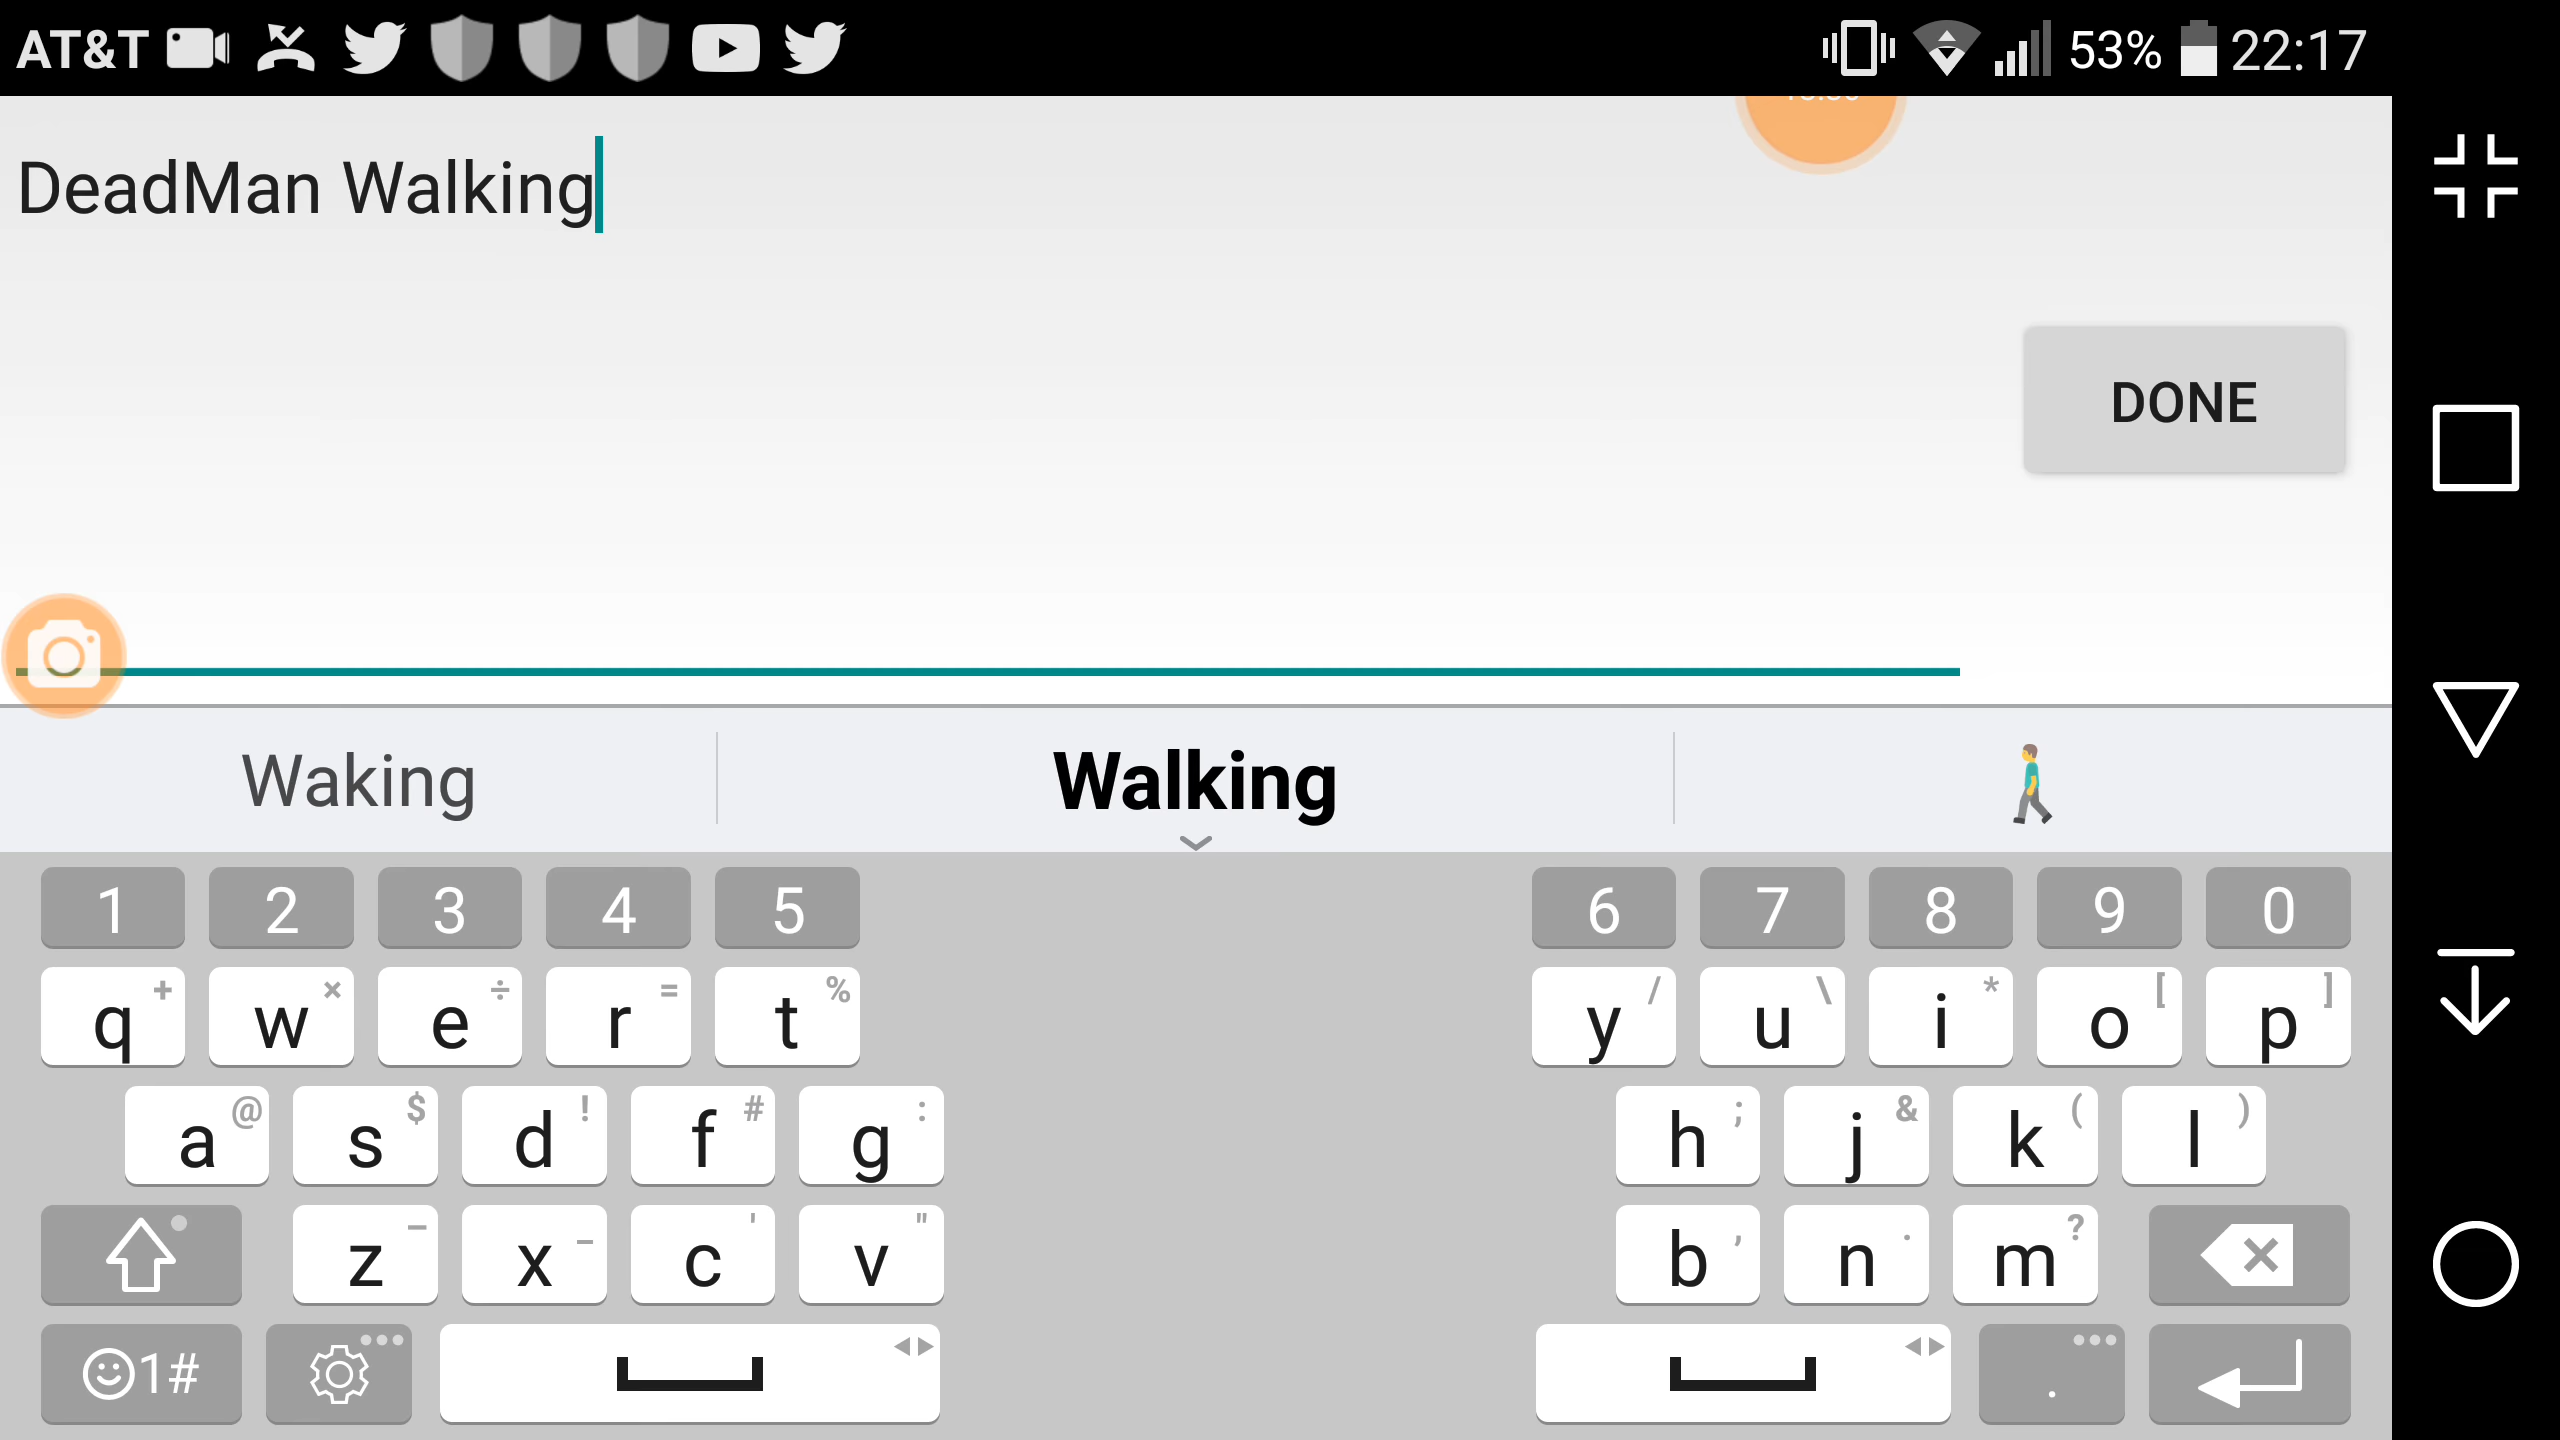 AT&T 53% 22:17
DeadMan Walking
DONE
Waking Walking
1 2 3 4 5 6 7 8 9 0
q + w × e ÷ r = t % y / u \ i * o [ p ]
a @ s $ d ! f # g : h ; j & k ( l )
z – x _ c ' v " b , n . m ?
1# .